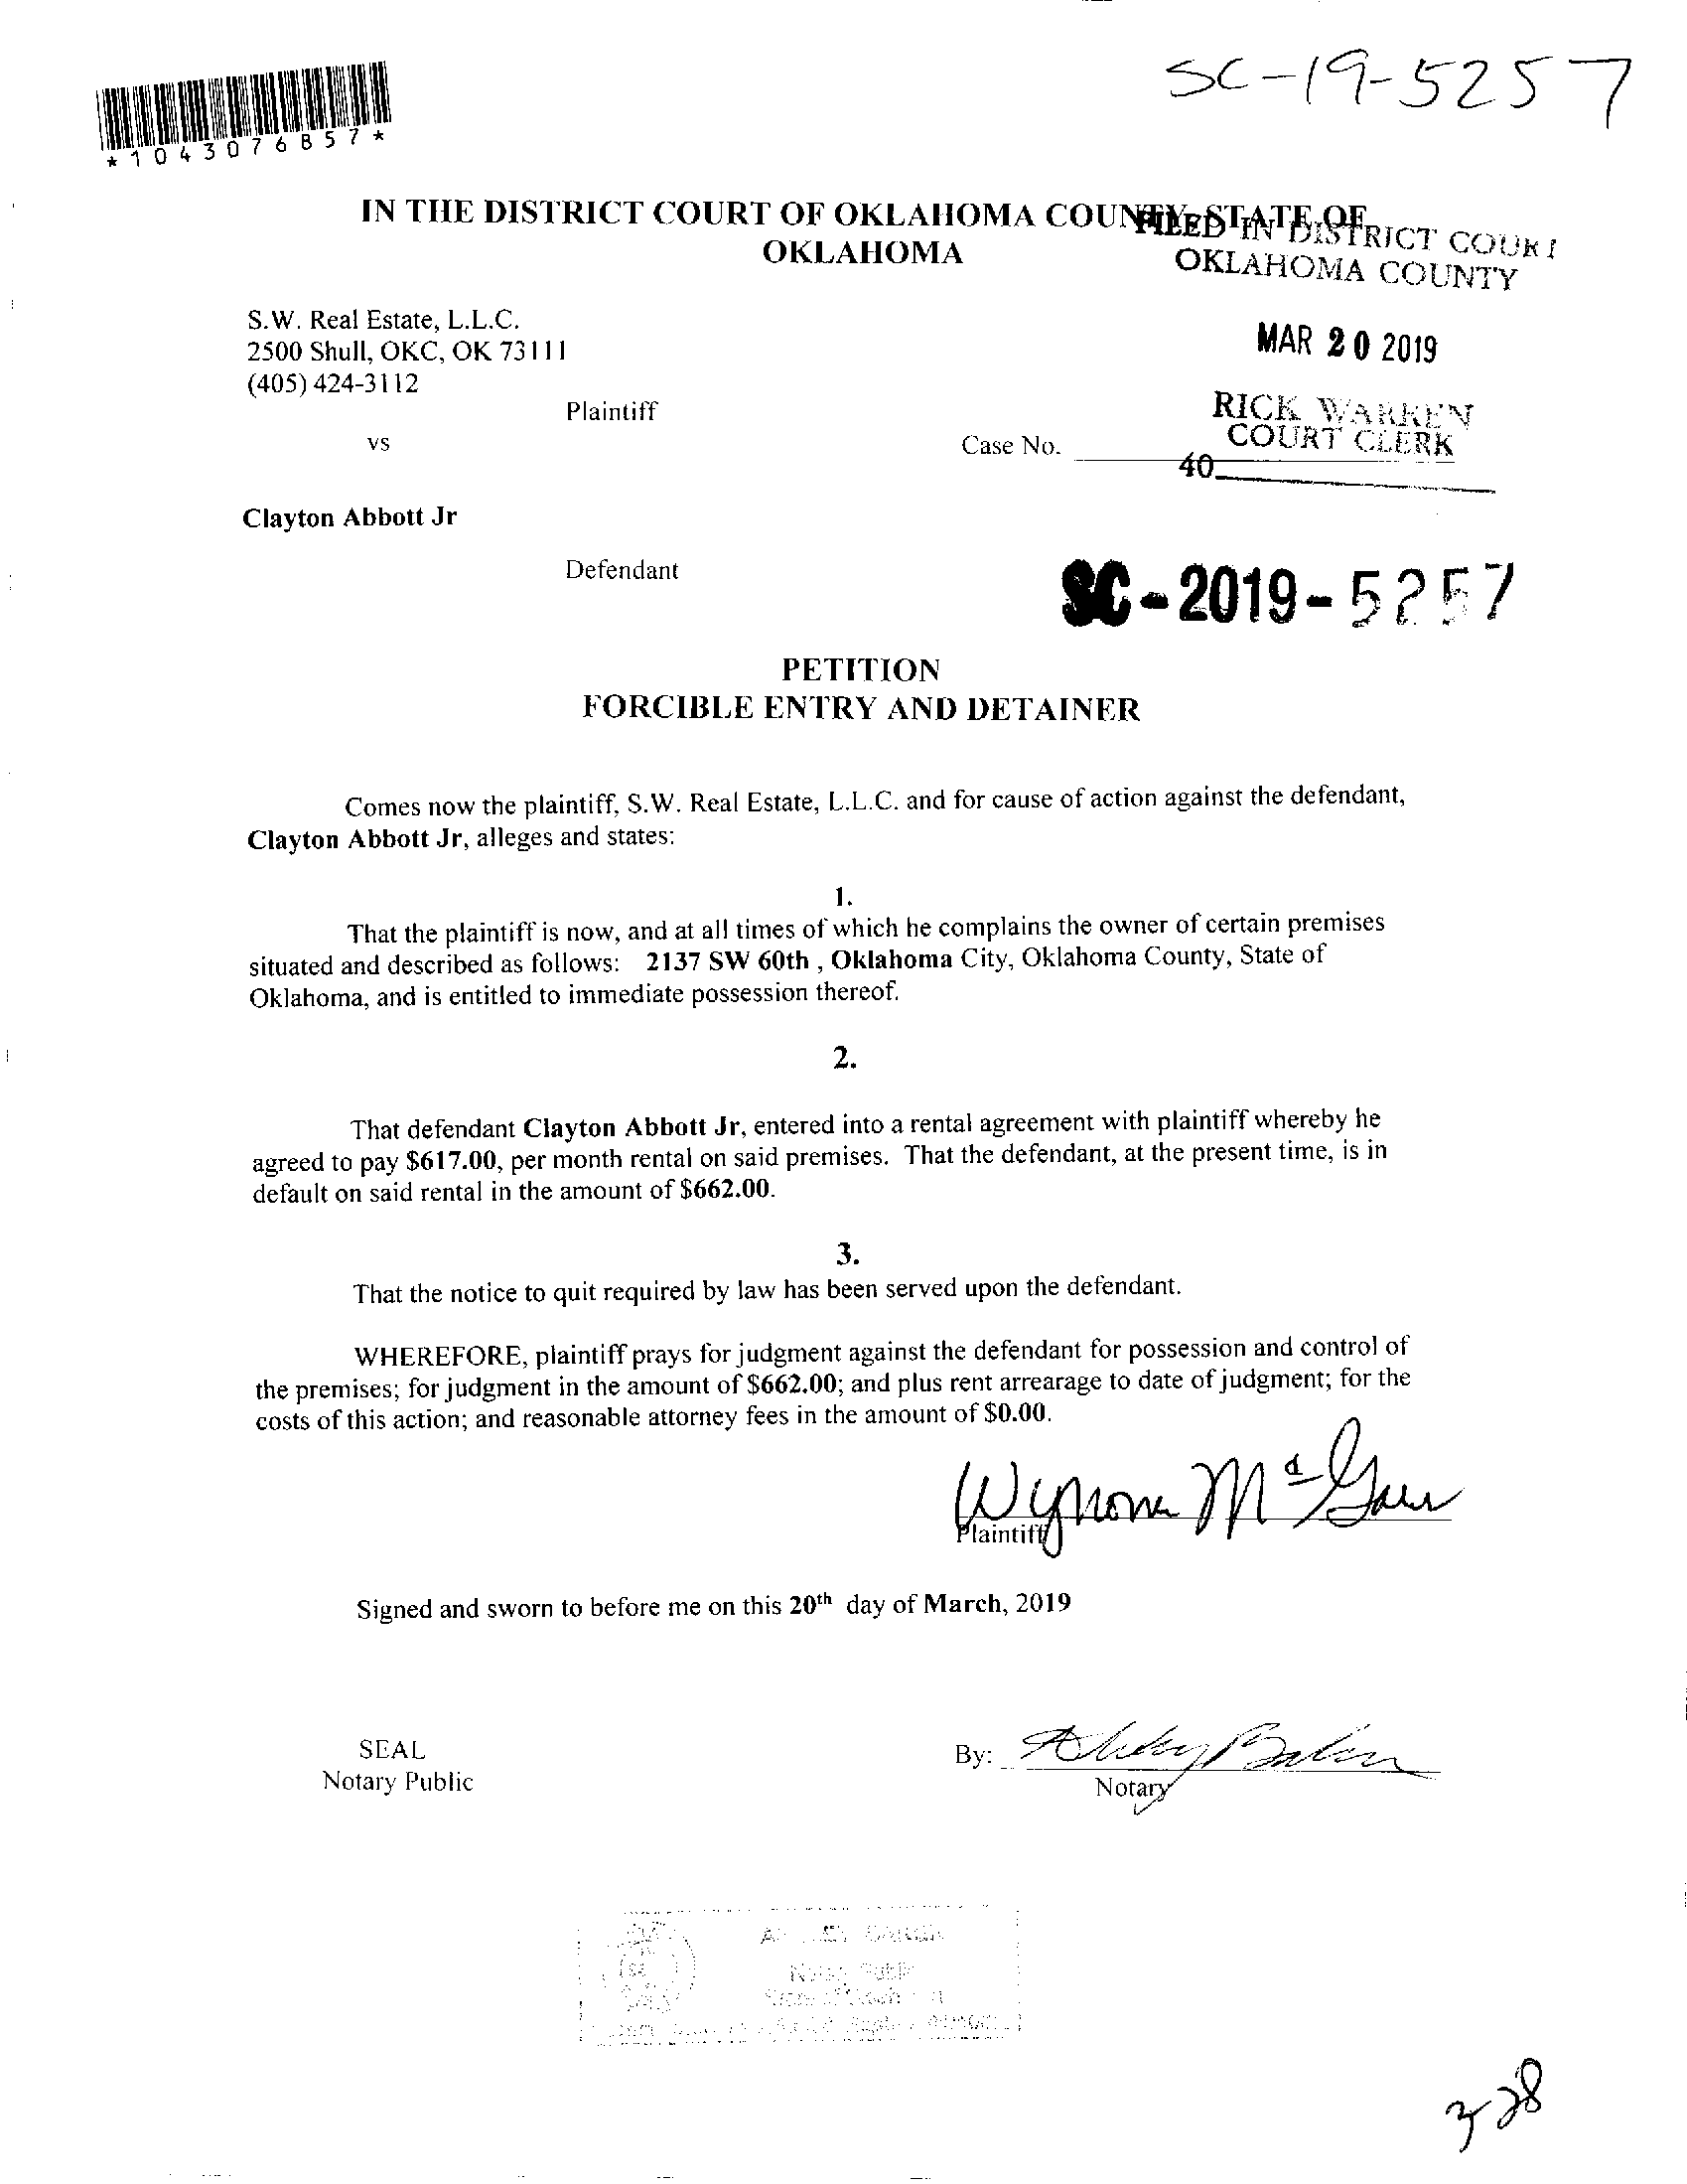 SC-19-5257
*1043076857*
IN THE DISTRICT COURT OF OKLAHOMA COUNTY, STATE OF
OKLAHOMA
FILED IN DISTRICT COURT
OKLAHOMA COUNTY
S.W. Real Estate, L.L.C.
2500 Shull, OKC, OK 73111
(405) 424-3112
MAR 20 2019
Plaintiff
RICK WARREN
COURT CLERK
vs
Case No.
40
Clayton Abbott Jr
Defendant
SC-2019-5257
PETITION
FORCIBLE ENTRY AND DETAINER
Comes now the plaintiff, S.W. Real Estate, L.L.C. and for cause of action against the defendant,
Clayton Abbott Jr, alleges and states:
1.
That the plaintiff is now, and at all times of which he complains the owner of certain premises
situated and described as follows: 2137 SW 60th , Oklahoma City, Oklahoma County, State of
Oklahoma, and is entitled to immediate possession thereof.
2.
That defendant Clayton Abbott Jr, entered into a rental agreement with plaintiff whereby he
agreed to pay $617.00, per month rental on said premises. That the defendant, at the present time, is in
default on said rental in the amount of $662.00.
3.
That the notice to quit required by law has been served upon the defendant.
WHEREFORE, plaintiff prays for judgment against the defendant for possession and control of
the premises; for judgment in the amount of $662.00; and plus rent arrearage to date of judgment; for the
costs of this action; and reasonable attorney fees in the amount of $0.00.
Wynona
Plaintiff
Signed and sworn to before me on this 20th day of March, 2019
SEAL
Notary Public
By:
Notary
Notary Public
3-28